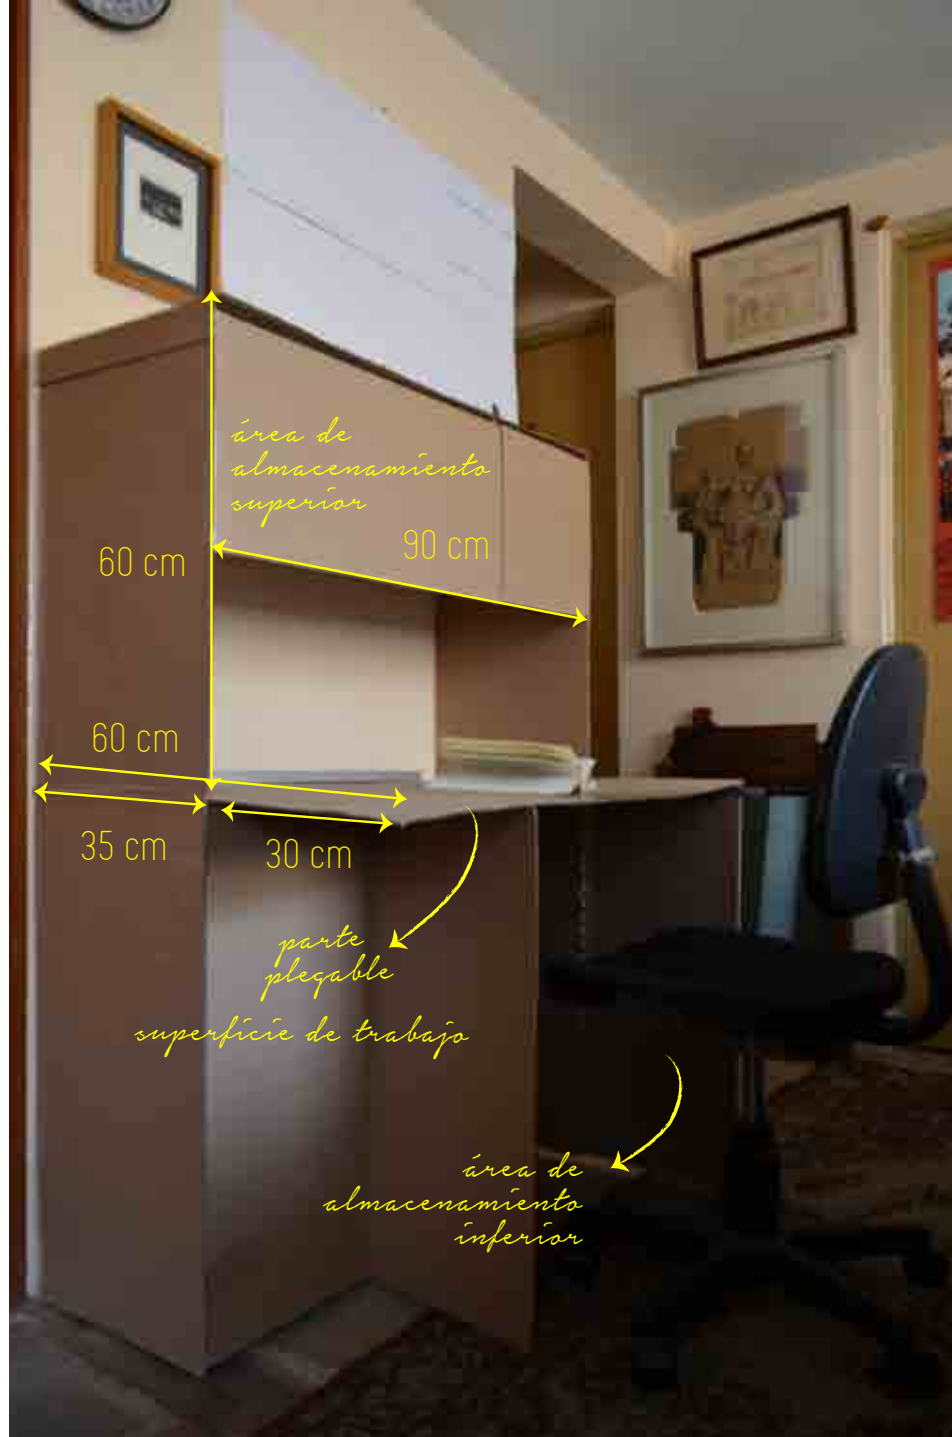 área de
almacenamiento
superior
90 cm
60 cm
60 cm
35 cm
30 cm
parte
plegable
superficie de trabajo
área de
almacenamiento
inferior